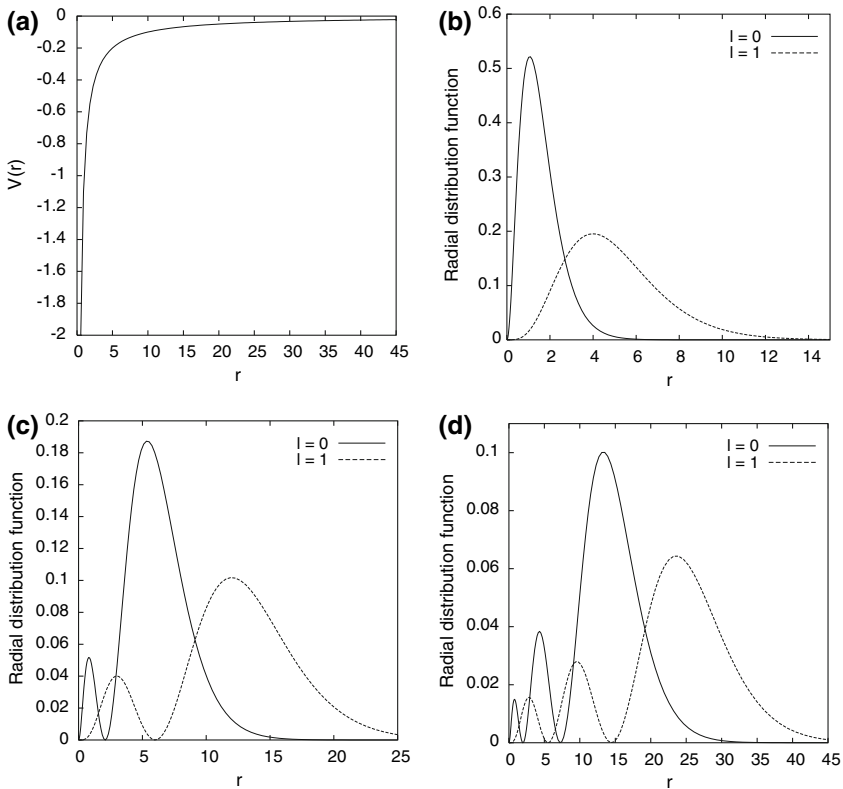 (a)
0
-0.2
-0.4
-0.6
-0.8
-1
-1.2
-1.4
-1.6
-1.8
-2
V(r)
0 5 10 15 20 25 30 35 40 45
r
(b)
l = 0
l = 1
0.6
0.5
0.4
0.3
0.2
0.1
0
Radial distribution function
0 2 4 6 8 10 12 14
r
(c)
l = 0
l = 1
0.2
0.18
0.16
0.14
0.12
0.1
0.08
0.06
0.04
0.02
0
Radial distribution function
0 5 10 15 20 25
r
(d)
l = 0
l = 1
0.1
0.08
0.06
0.04
0.02
0
Radial distribution function
0 5 10 15 20 25 30 35 40 45
r